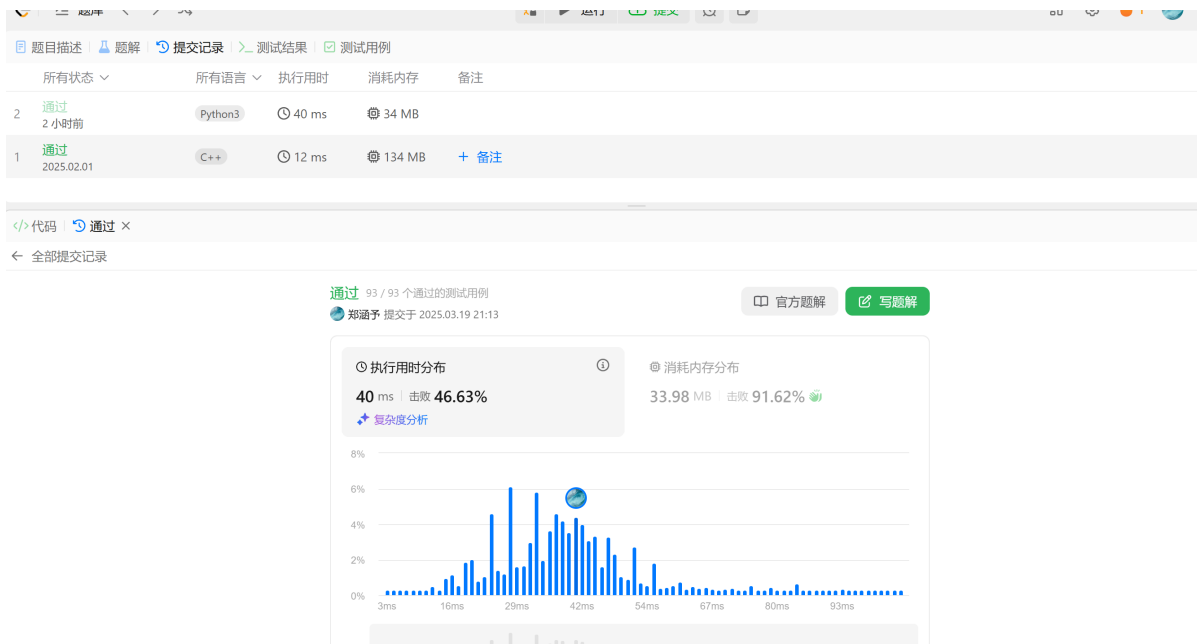 题库 运行 提交 1
题目描述 题解 提交记录 测试结果 测试用例
所有状态 所有语言 执行用时 消耗内存 备注
2 通过 Python3 40 ms 34 MB
2 小时前
1 通过 C++ 12 ms 134 MB + 备注
2025.02.01
</>代码 通过 ×
← 全部提交记录
通过 93 / 93 个通过的测试用例 官方题解 写题解
郑涵予 提交于 2025.03.19 21:13
执行用时分布 消耗内存分布
40 ms 击败 46.63% 33.98 MB 击败 91.62%
复杂度分析
8%
6%
4%
2%
0%
3ms 16ms 29ms 42ms 54ms 67ms 80ms 93ms